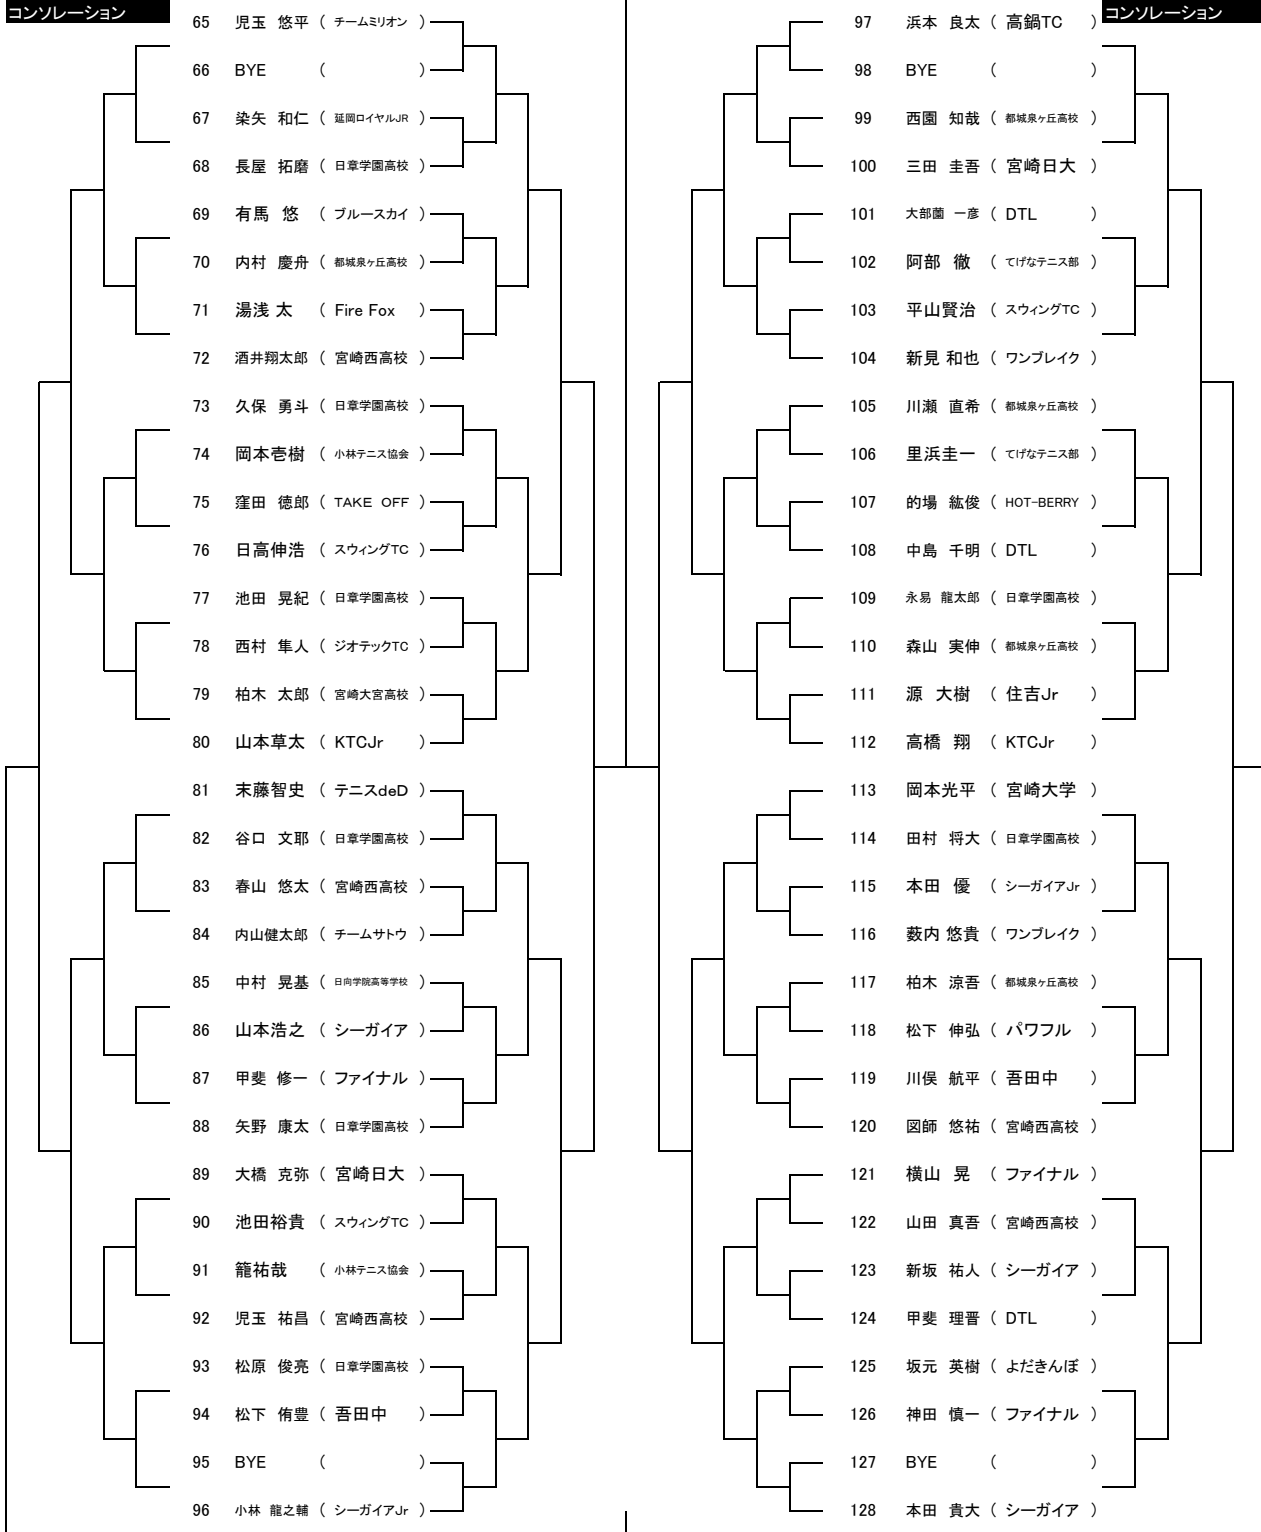 コンソレーション
65 児玉 悠平 ( チームミリオン )
66 BYE ( )
67 染矢 和仁 ( 延岡ロイヤルJR )
68 長屋 拓磨 ( 日章学園高校 )
69 有馬 悠 ( ブルースカイ )
70 内村 慶舟 ( 都城泉ヶ丘高校 )
71 湯浅 太 ( Fire Fox )
72 酒井翔太郎 ( 宮崎西高校 )
73 久保 勇斗 ( 日章学園高校 )
74 岡本壱樹 ( 小林テニス協会 )
75 窪田 徳郎 ( TAKE OFF )
76 日高伸浩 ( スウィングTC )
77 池田 晃紀 ( 日章学園高校 )
78 西村 隼人 ( ジオテックTC )
79 柏木 太郎 ( 宮崎大宮高校 )
80 山本草太 ( KTCJr )
81 末藤智史 ( テニスdeD )
82 谷口 文耶 ( 日章学園高校 )
83 春山 悠太 ( 宮崎西高校 )
84 内山健太郎 ( チームサトウ )
85 中村 晃基 ( 日向学院高等学校 )
86 山本浩之 ( シーガイア )
87 甲斐 修一 ( ファイナル )
88 矢野 康太 ( 日章学園高校 )
89 大橋 克弥 ( 宮崎日大 )
90 池田裕貴 ( スウィングTC )
91 籠祐哉 ( 小林テニス協会 )
92 児玉 祐昌 ( 宮崎西高校 )
93 松原 俊亮 ( 日章学園高校 )
94 松下 侑豊 ( 吾田中 )
95 BYE ( )
96 小林 龍之輔 ( シーガイアJr )
コンソレーション
97 浜本 良太 ( 高鍋TC )
98 BYE ( )
99 西園 知哉 ( 都城泉ヶ丘高校 )
100 三田 圭吾 ( 宮崎日大 )
101 大部薗 一彦 ( DTL )
102 阿部 徹 ( てげなテニス部 )
103 平山賢治 ( スウィングTC )
104 新見 和也 ( ワンブレイク )
105 川瀬 直希 ( 都城泉ヶ丘高校 )
106 里浜圭一 ( てげなテニス部 )
107 的場 紘俊 ( HOT-BERRY )
108 中島 千明 ( DTL )
109 永易 龍太郎 ( 日章学園高校 )
110 森山 実伸 ( 都城泉ヶ丘高校 )
111 源 大樹 ( 住吉Jr )
112 高橋 翔 ( KTCJr )
113 岡本光平 ( 宮崎大学 )
114 田村 将大 ( 日章学園高校 )
115 本田 優 ( シーガイアJr )
116 薮内 悠貴 ( ワンブレイク )
117 柏木 涼吾 ( 都城泉ヶ丘高校 )
118 松下 伸弘 ( パワフル )
119 川俣 航平 ( 吾田中 )
120 図師 悠祐 ( 宮崎西高校 )
121 横山 晃 ( ファイナル )
122 山田 真吾 ( 宮崎西高校 )
123 新坂 祐人 ( シーガイア )
124 甲斐 理晋 ( DTL )
125 坂元 英樹 ( よだきんぼ )
126 神田 慎一 ( ファイナル )
127 BYE ( )
128 本田 貴大 ( シーガイア )